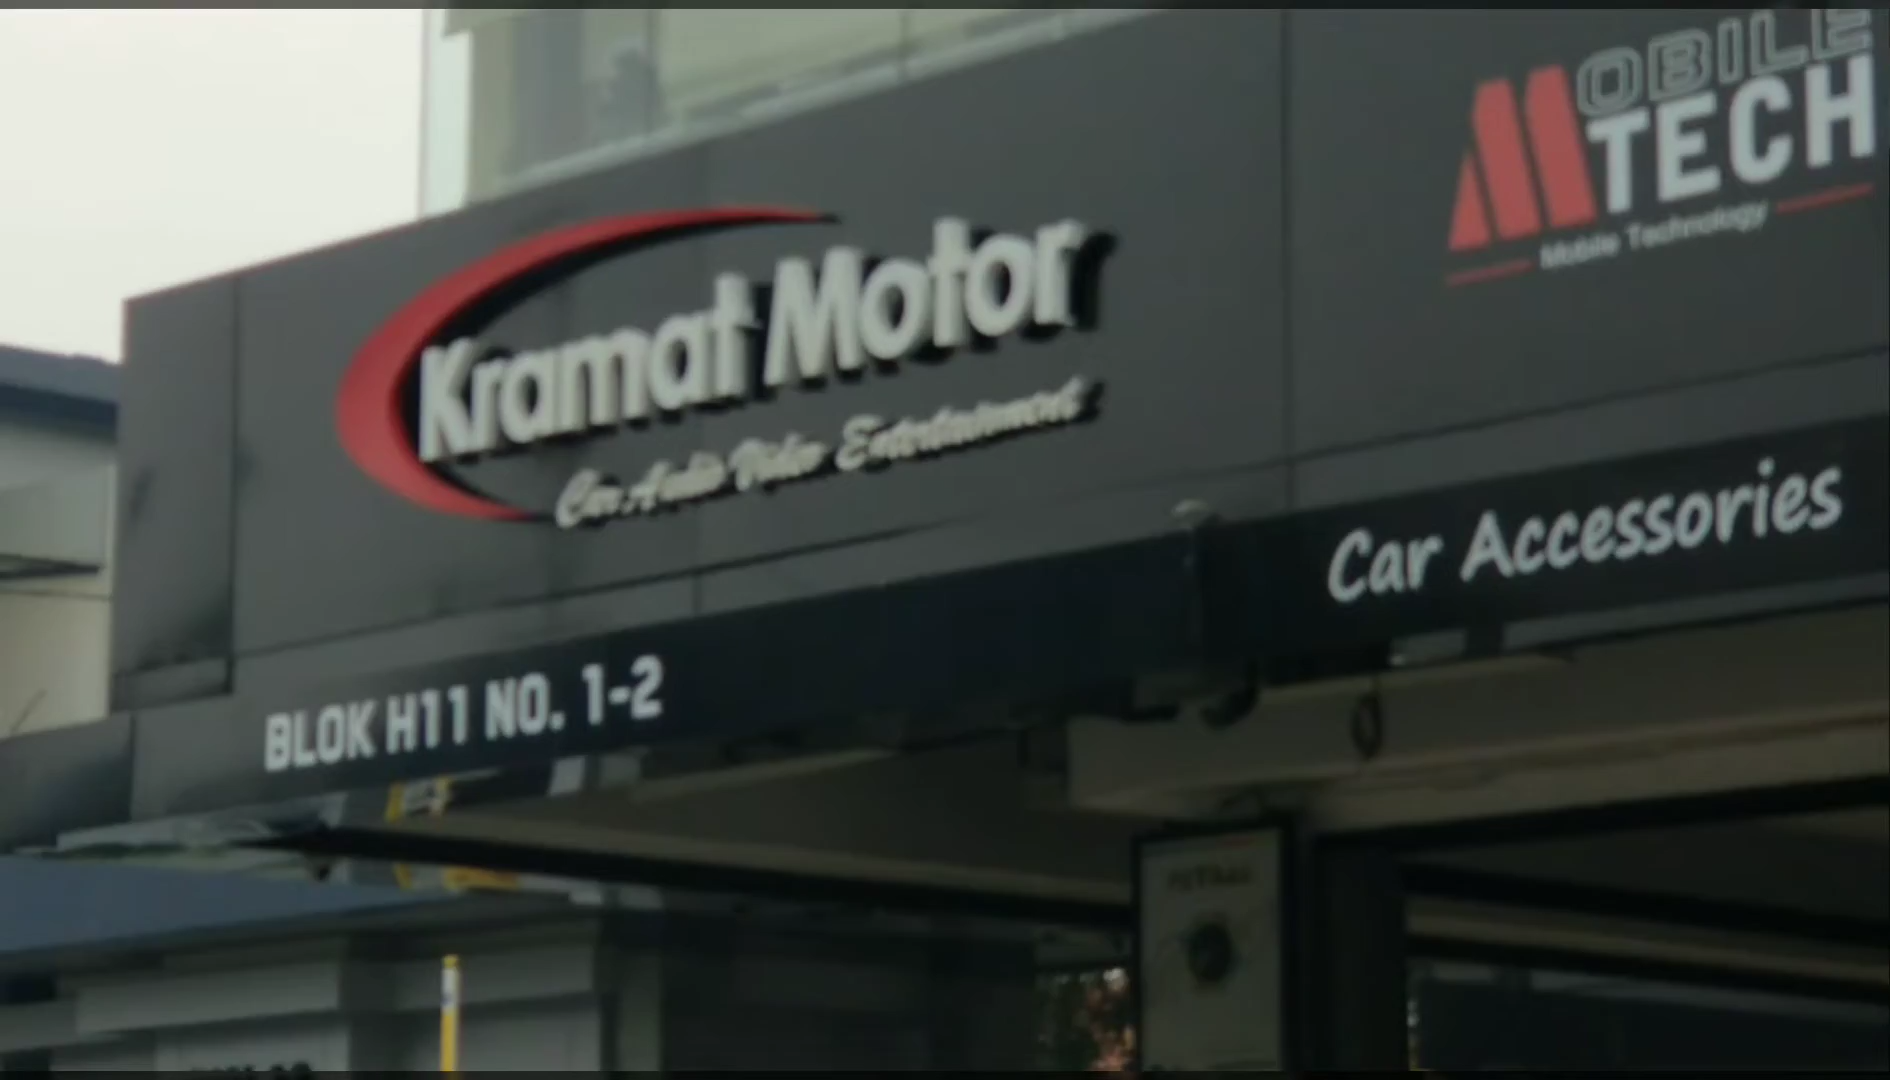 Kramat Motor
Car Audio Video Entertainment
MOBILE
TECH
Mobile Technology
Car Accessories
BLOK H11 NO. 1-2